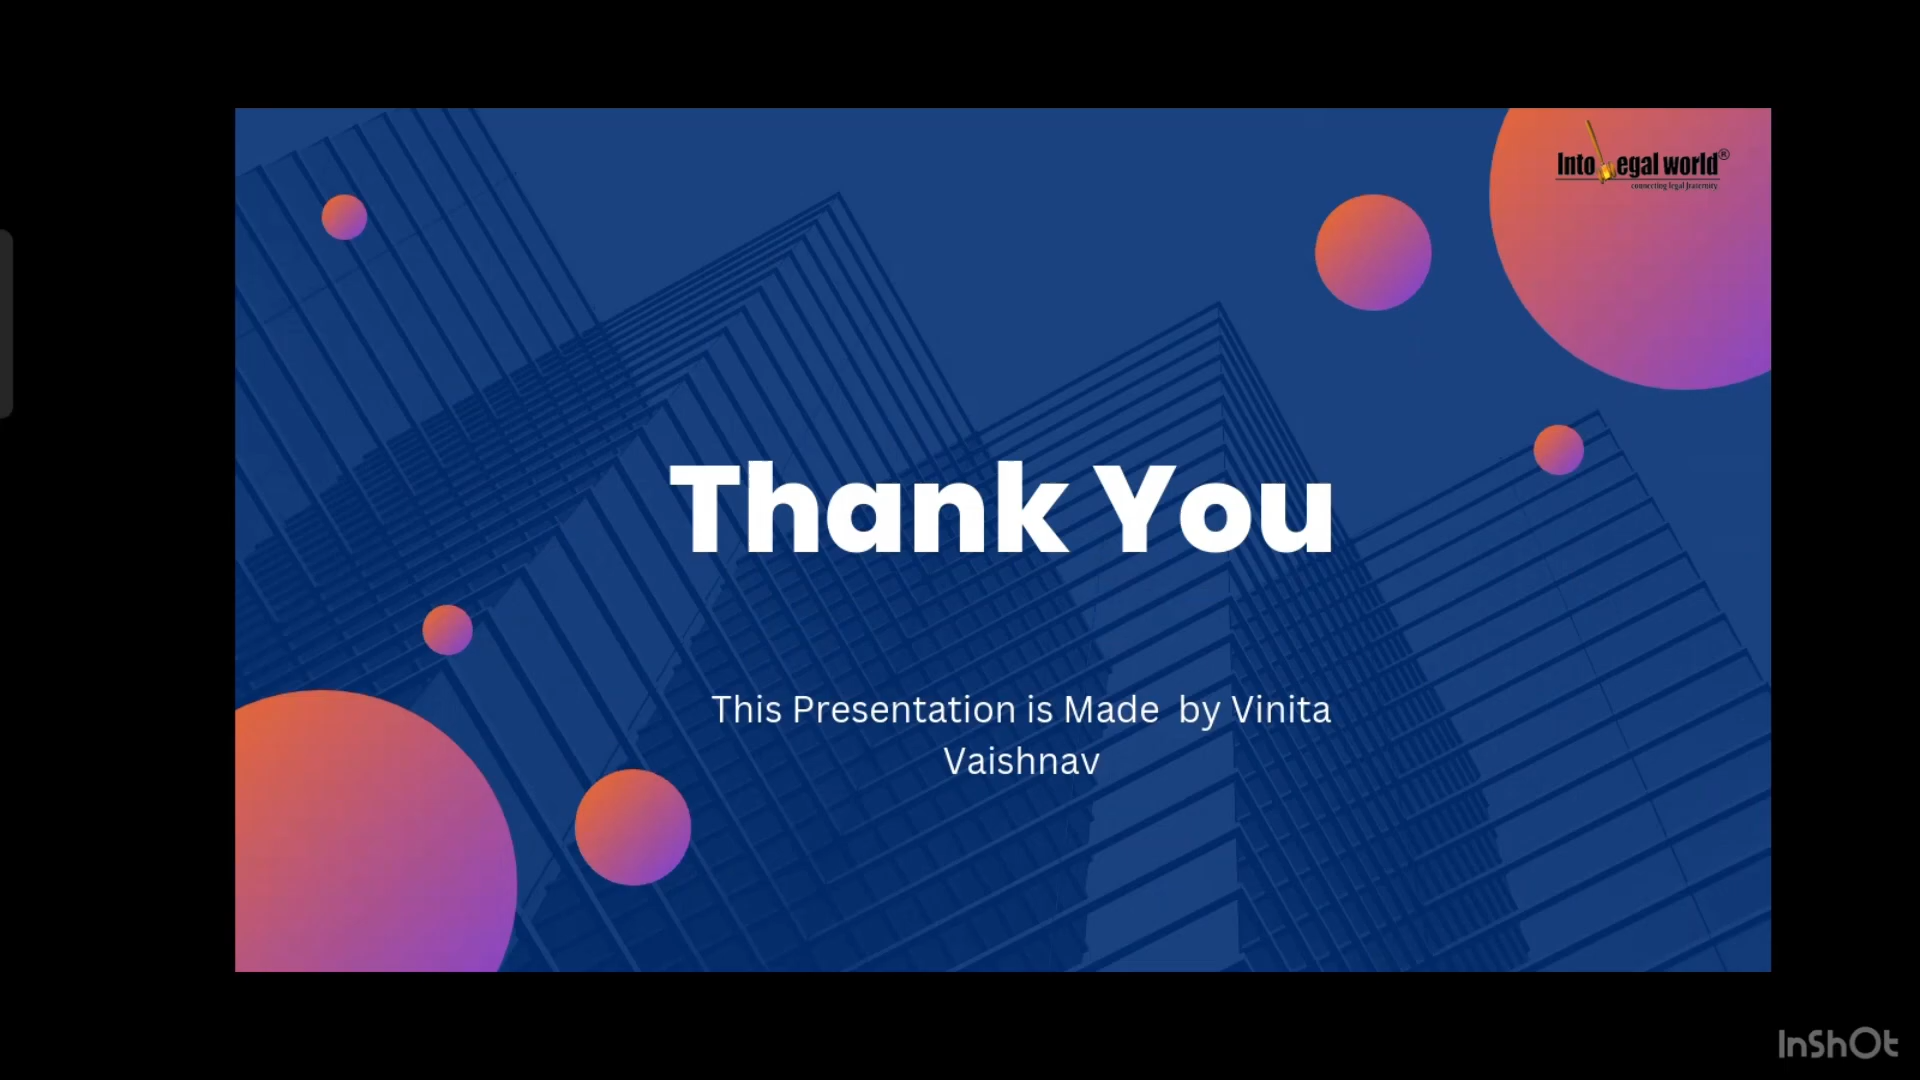 Into Legal world®
connecting legal fraternity
Thank You
This Presentation is Made by Vinita
Vaishnav
InShOt